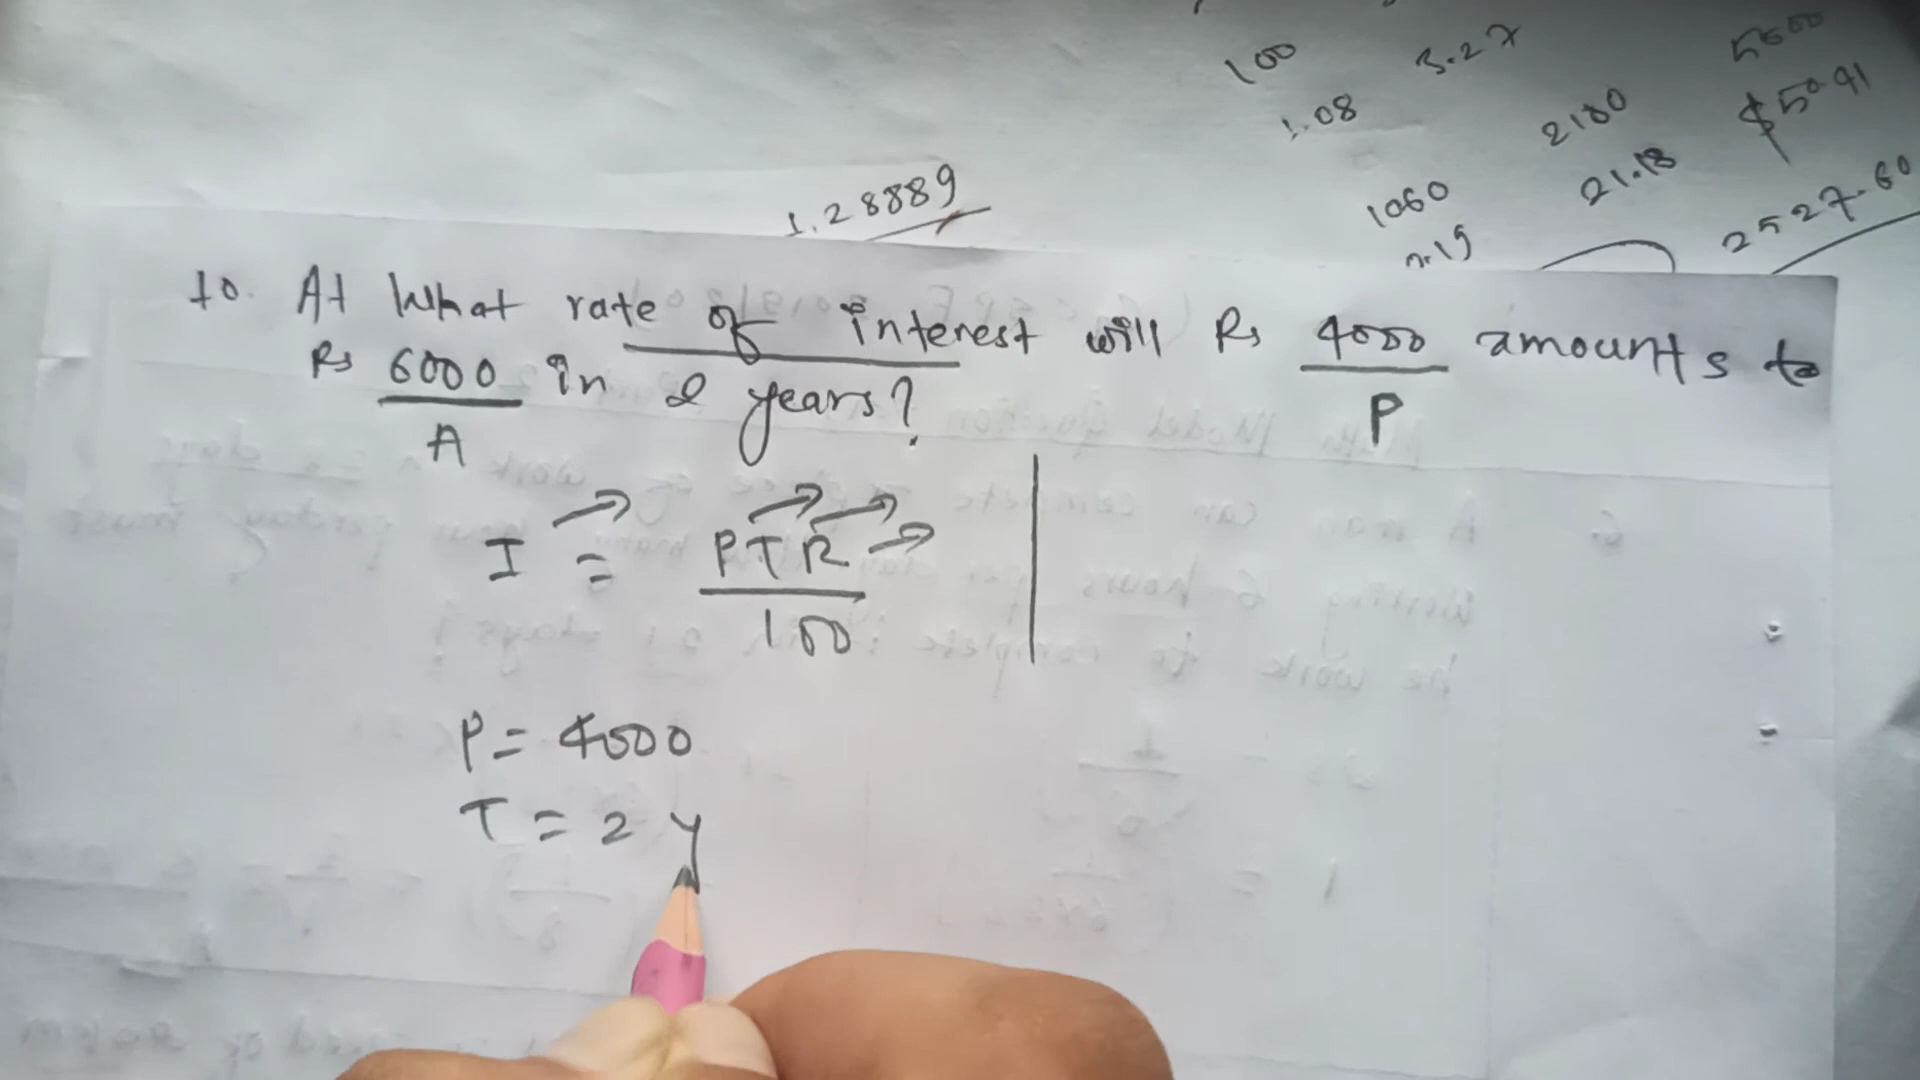 100
3.27
5600
1.08
2180
$50.91
1.28889
1060
21.18
2527.60
10. At What rate of interest will Rs 4000 amounts to
Rs 6000 in 2 years?
P
A
I = PTR
100
P = 4000
T = 2 y